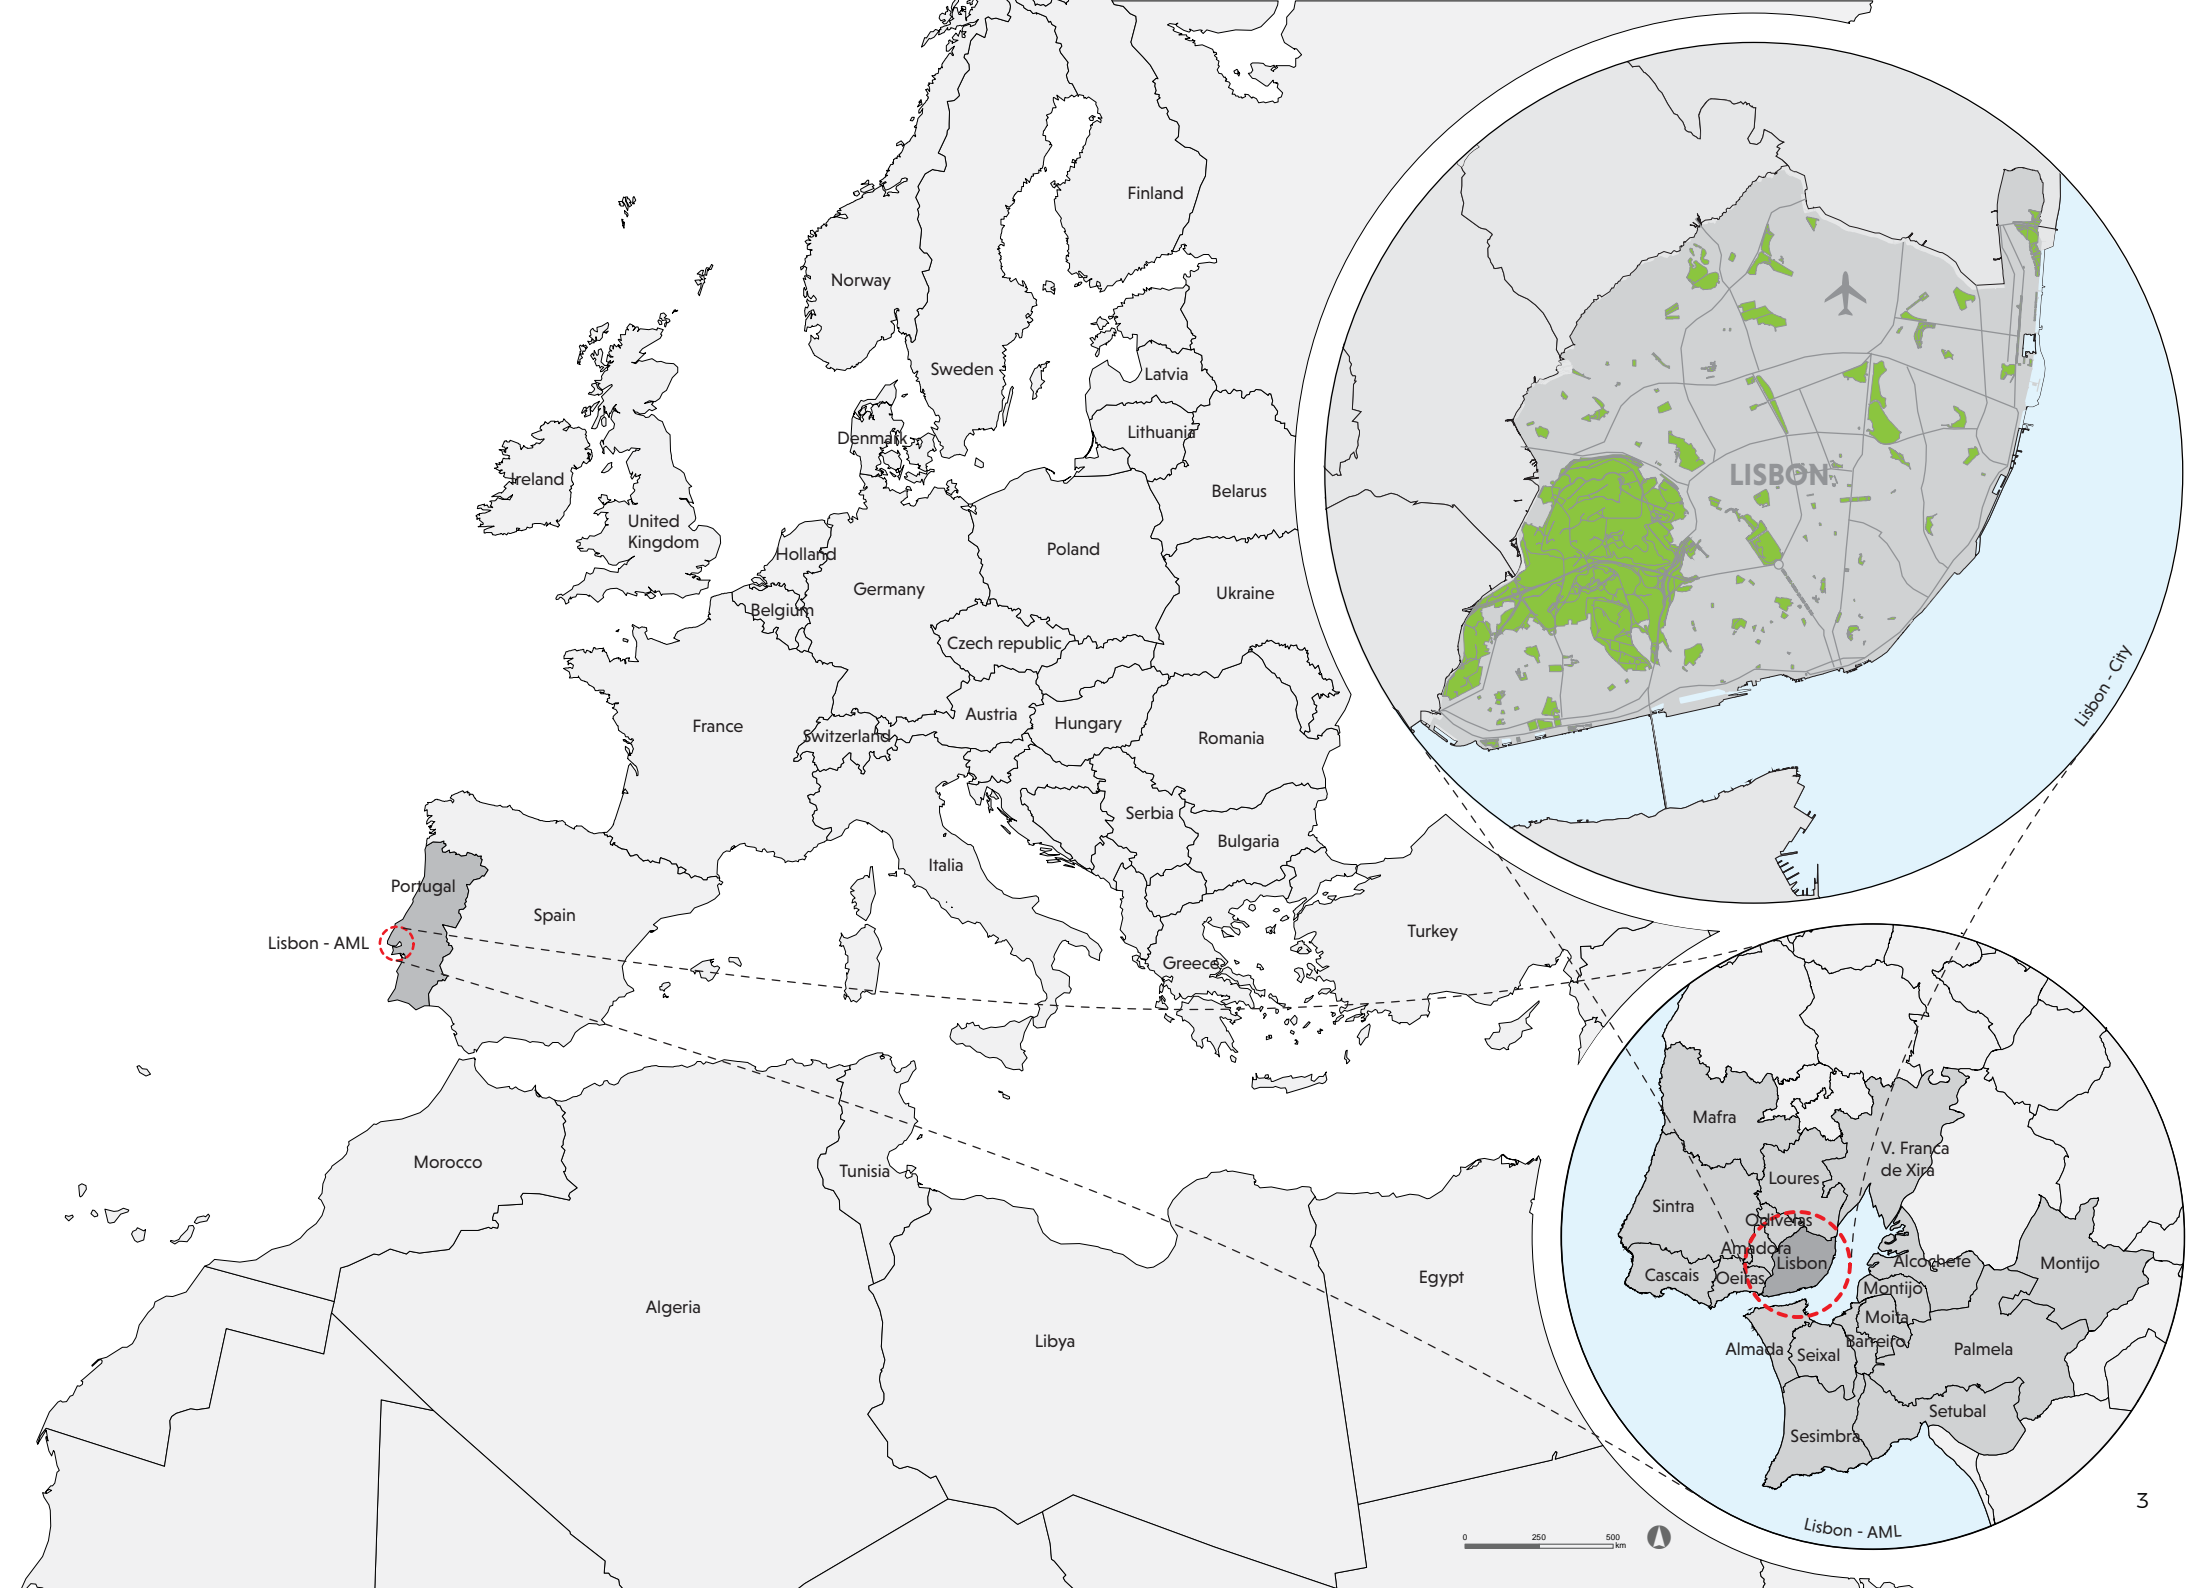 Finland
Norway
Sweden
Latvia
Denmark
Lithuania
Ireland
Belarus
United
Kingdom
Holland
Poland
Germany
Ukraine
Belgium
Czech republic
France
Austria
Hungary
Switzerland
Romania
Serbia
Bulgaria
Italia
Portugal
Spain
Turkey
Lisbon - AML
Greece
Morocco
Tunisia
Algeria
Libya
Egypt
LISBON
Lisbon - City
Mafra
V. Franca
de Xira
Loures
Sintra
Odivelas
Amadora
Lisbon
Alcochete
Montijo
Cascais
Oeiras
Montijo
Moita
Barreiro
Almada
Seixal
Palmela
Setubal
Sesimbra
Lisbon - AML
0 250 500
km
3